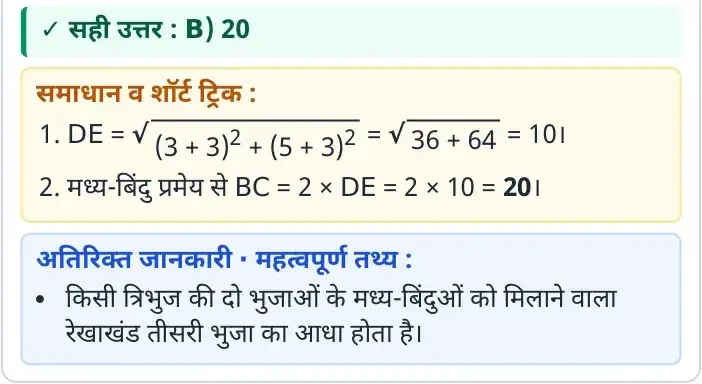 ✓ सही उत्तर : B) 20
समाधान व शॉर्ट ट्रिक :
1. DE = √(3 + 3)² + (5 + 3)² = √36 + 64 = 10।
2. मध्य-बिंदु प्रमेय से BC = 2 × DE = 2 × 10 = 20।
अतिरिक्त जानकारी · महत्वपूर्ण तथ्य :
• किसी त्रिभुज की दो भुजाओं के मध्य-बिंदुओं को मिलाने वाला
रेखाखंड तीसरी भुजा का आधा होता है।